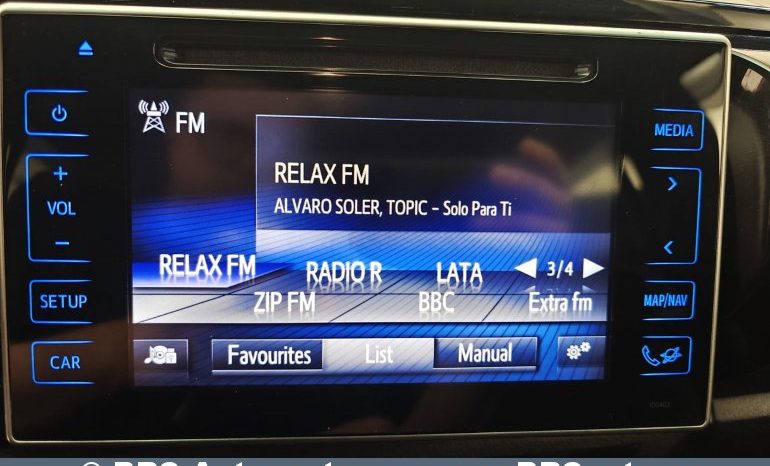 FM
MEDIA
RELAX FM
ALVARO SOLER, TOPIC – Solo Para Ti
+
VOL
–
RELAX FM RADIO R LATA ◀ 3/4 ▶
ZIP FM BBC Extra fm
SETUP
MAP/NAV
CAR
Favourites List Manual